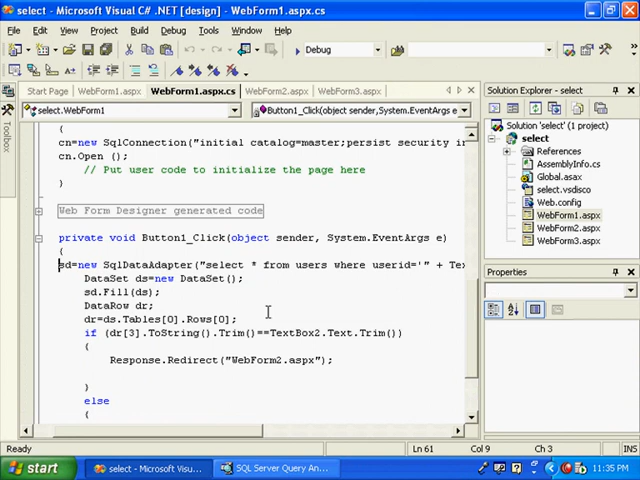 select - Microsoft Visual C# .NET [design] - WebForm1.aspx.cs
File Edit View Project Build Debug Tools Window Help
Debug
Start Page WebForm1.aspx WebForm1.aspx.cs WebForm2.aspx WebForm3.aspx
select.WebForm1 Button1_Click(object sender,System.EventArgs e)
{
cn=new SqlConnection("initial catalog=master;persist security in
cn.Open ();
// Put user code to initialize the page here
}
Web Form Designer generated code
private void Button1_Click(object sender, System.EventArgs e)
{
sd=new SqlDataAdapter("select * from users where userid='" + Tex
DataSet ds=new DataSet();
sd.Fill(ds);
DataRow dr;
dr=ds.Tables[0].Rows[0];
if (dr[3].ToString().Trim()==TextBox2.Text.Trim())
{
Response.Redirect("WebForm2.aspx");
}
else
{
Toolbox
Solution Explorer - select
Solution 'select' (1 project)
select
References
AssemblyInfo.cs
Global.asax
select.vsdisco
Web.config
WebForm1.aspx
WebForm2.aspx
WebForm3.aspx
Properties
Ready Ln 61 Col 9 Ch 3 INS
start select - Microsoft Visu... SQL Server Query An... 11:35 PM